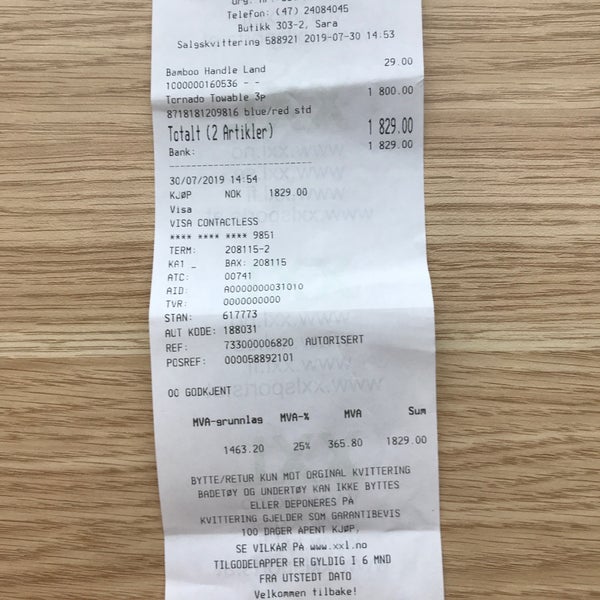 Telefon: (47) 24084045
Butikk 303-2, Sara
Salgskvittering 588921 2019-07-30 14:53
Bamboo Handle Land 29.00
1000000160536 - -
Tornado Towable 3p 1 800.00
8718181209816 blue/red std
Totalt (2 Artikler) 1 829.00
Bank: 1 829.00
------------------------
30/07/2019 14:54
KJØP NOK 1829.00
Visa
VISA CONTACTLESS
**** **** **** 9851
TERM: 208115-2
KA1 _ BAX: 208115
ATC: 00741
AID: A0000000031010
TVR: 0000000000
STAN: 617773
AUT KODE: 188031
REF: 733000006820 AUTORISERT
POSREF: 000058892101
OO GODKJENT
MVA-grunnlag MVA-% MVA Sum
1463.20 25% 365.80 1829.00
BYTTE/RETUR KUN MOT ORGINAL KVITTERING
BADETØY OG UNDERTØY KAN IKKE BYTTES
ELLER DEPONERES PÅ
KVITTERING GJELDER SOM GARANTIBEVIS
100 DAGER ÅPENT KJØP,
SE VILKÅR PÅ www.xxl.no
TILGODELAPPER ER GYLDIG I 6 MND
FRA UTSTEDT DATO
Velkommen tilbake!